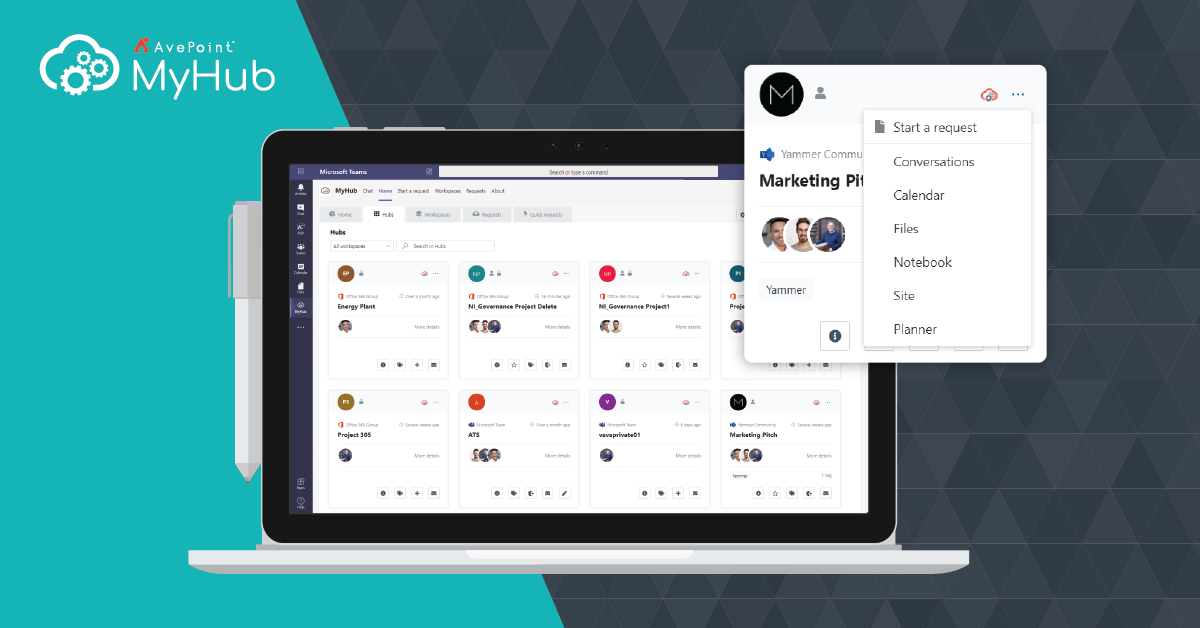 AvePoint
MyHub
Microsoft Teams
Search or type a command
Activity
Chat
Teams
Calendar
Files
MyHub
Apps
Help
MyHub Chat Home Start a request Workspaces Requests About
Home Hubs Workspaces Requests Quick requests
Hubs
All workspaces
Search in Hubs
EP
Office 365 Group Over a month ago
Energy Plant
More details
NP
Office 365 Group 16 minutes ago
NI_Governance Project Delete
More details
NP
Office 365 Group Several weeks ago
NI_Governance Project1
More details
P1
PS
Office 365 Group Several weeks ago
Project 365
More details
A
Microsoft Team Over a month ago
ATS
More details
V
Microsoft Team 6 days ago
vavaprivate01
More details
M
Yammer Community Several weeks ago
Marketing Pitch
More details
Yammer
1 tag
M
Yammer Commu
Marketing Pit
Yammer
Start a request
Conversations
Calendar
Files
Notebook
Site
Planner